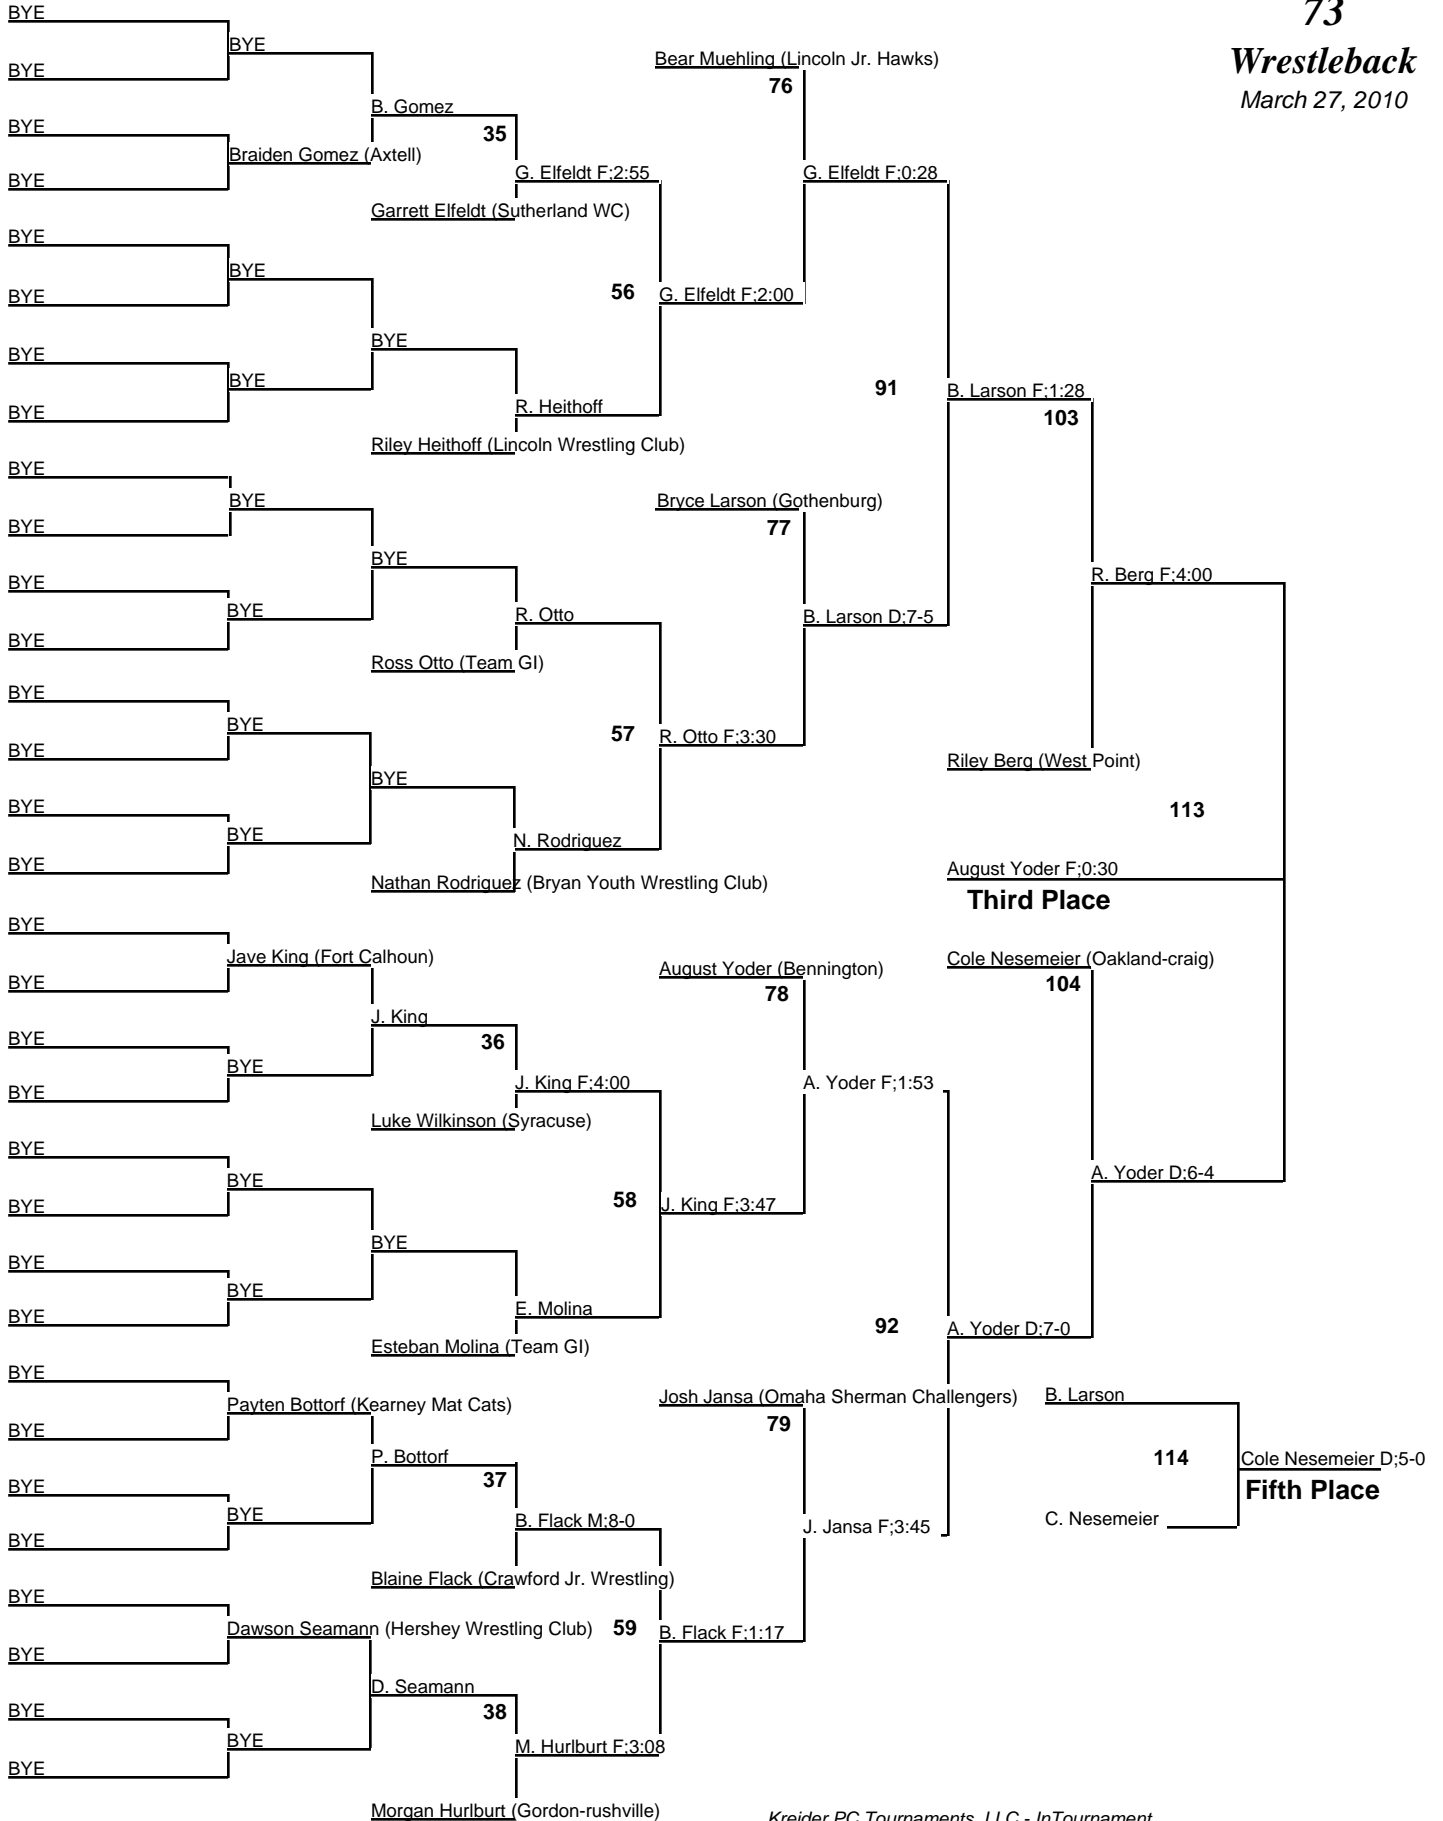 BYE
73
BYE
Wrestleback
Bear Muehling (Lincoln Jr. Hawks)
BYE
76
March 27, 2010
B. Gomez
BYE
35
Braiden Gomez (Axtell)
G. Elfeldt F;2:55
G. Elfeldt F;0:28
BYE
Garrett Elfeldt (Sutherland WC)
BYE
BYE
56
G. Elfeldt F;2:00
BYE
BYE
BYE
BYE
91
B. Larson F;1:28
R. Heithoff
BYE
103
Riley Heithoff (Lincoln Wrestling Club)
BYE
BYE
Bryce Larson (Gothenburg)
BYE
77
BYE
R. Berg F;4:00
BYE
BYE
R. Otto
B. Larson D;7-5
BYE
Ross Otto (Team GI)
BYE
BYE
57
R. Otto F;3:30
BYE
Riley Berg (West Point)
BYE
BYE
113
BYE
N. Rodriguez
BYE
August Yoder F;0:30
Nathan Rodriguez (Bryan Youth Wrestling Club)
Third Place
BYE
Jave King (Fort Calhoun)
Cole Nesemeier (Oakland-craig)
August Yoder (Bennington)
BYE
104
78
J. King
BYE
36
BYE
J. King F;4:00
A. Yoder F;1:53
BYE
Luke Wilkinson (Syracuse)
BYE
A. Yoder D;6-4
BYE
58
J. King F;3:47
BYE
BYE
BYE
BYE
E. Molina
BYE
92
A. Yoder D;7-0
Esteban Molina (Team GI)
BYE
B. Larson
Josh Jansa (Omaha Sherman Challengers)
Payten Bottorf (Kearney Mat Cats)
79
BYE
P. Bottorf
114
Cole Nesemeier D;5-0
37
BYE
Fifth Place
BYE
B. Flack M;8-0
C. Nesemeier
J. Jansa F;3:45
BYE
Blaine Flack (Crawford Jr. Wrestling)
BYE
Dawson Seamann (Hershey Wrestling Club)
59
B. Flack F;1:17
BYE
D. Seamann
BYE
38
BYE
M. Hurlburt F;3:08
BYE
Morgan Hurlburt (Gordon-rushville)
Kreider PC Tournaments, LLC - InTournament